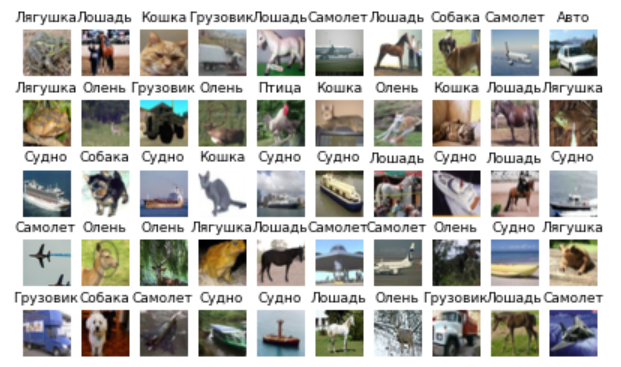 Лягушка Лошадь Кошка Грузовик Лошадь Самолет Лошадь Собака Самолет Авто
Лягушка Олень Грузовик Олень Птица Кошка Олень Кошка Лошадь Лягушка
Судно Собака Судно Кошка Судно Судно Лошадь Судно Лошадь Судно
Самолет Олень Олень Лягушка Лошадь Самолет Самолет Олень Судно Лягушка
Грузовик Собака Самолет Судно Судно Лошадь Олень Грузовик Лошадь Самолет